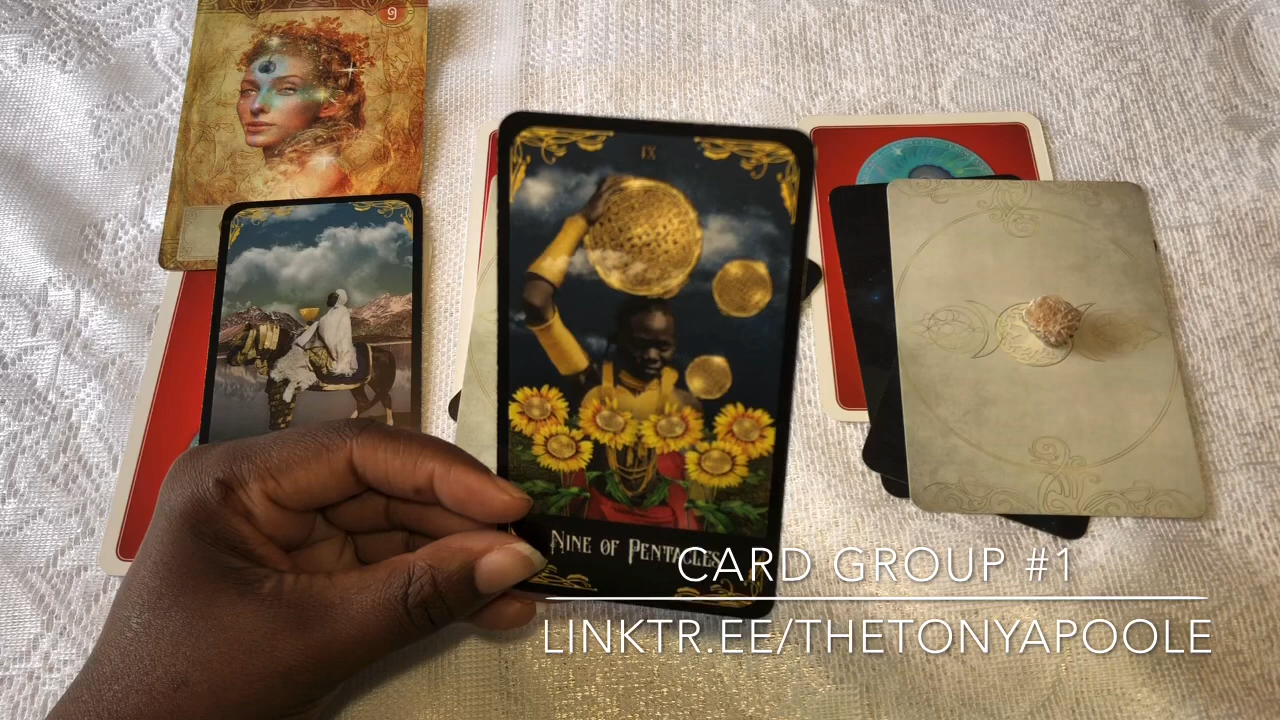 9
IX
NINE OF PENTACLES
CARD GROUP #1
LINKTR.EE/THETONYAPOOLE